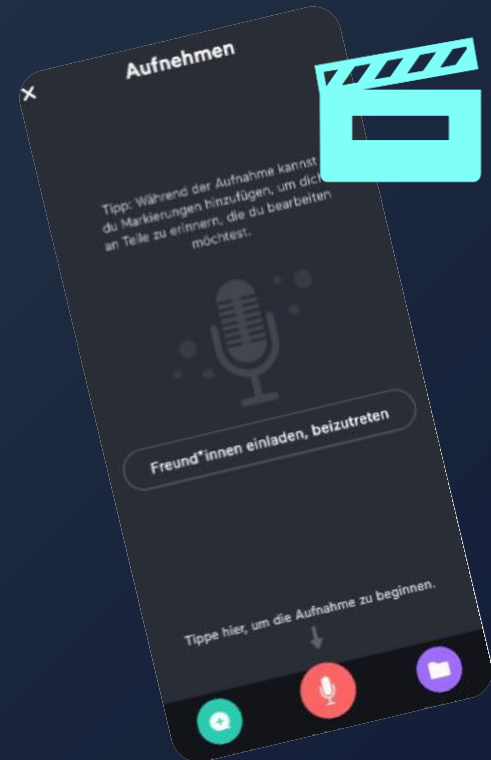 Aufnehmen
Tipp: Während der Aufnahme kannst
du Markierungen hinzufügen, um dich
an Teile zu erinnern, die du bearbeiten
möchtest.
Freund*innen einladen, beizutreten
Tippe hier, um die Aufnahme zu beginnen.